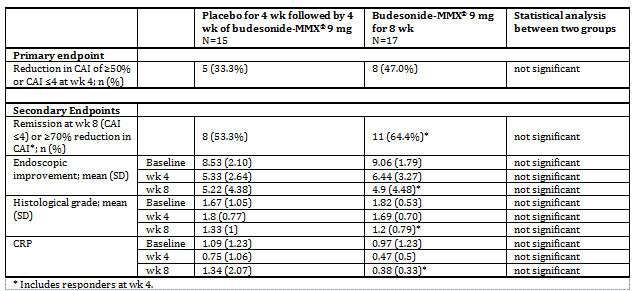 Placebo for 4 wk followed by 4 wk of budesonide-MMX® 9 mg N=15 Budesonide-MMX® 9 mg for 8 wk N=17 Statistical analysis between two groups
Primary endpoint
Reduction in CAI of ≥50% or CAI ≤4 at wk 4; n (%) 5 (33.3%) 8 (47.0%) not significant
Secondary Endpoints
Remission at wk 8 (CAI ≤4) or ≥70% reduction in CAI*; n (%) 8 (53.3%) 11 (64.4%)* not significant
Endoscopic improvement; mean (SD) Baseline 8.53 (2.10) 9.06 (1.79) not significant
wk 4 5.33 (2.64) 6.44 (3.27) not significant
wk 8 5.22 (4.38) 4.9 (4.48)* not significant
Histological grade; mean (SD) Baseline 1.67 (1.05) 1.82 (0.53) not significant
wk 4 1.8 (0.77) 1.69 (0.70) not significant
wk 8 1.33 (1) 1.2 (0.79)* not significant
CRP Baseline 1.09 (1.23) 0.97 (1.23) not significant
wk 4 0.75 (1.06) 0.47 (0.5) not significant
wk 8 1.34 (2.07) 0.38 (0.33)* not significant
* Includes responders at wk 4.